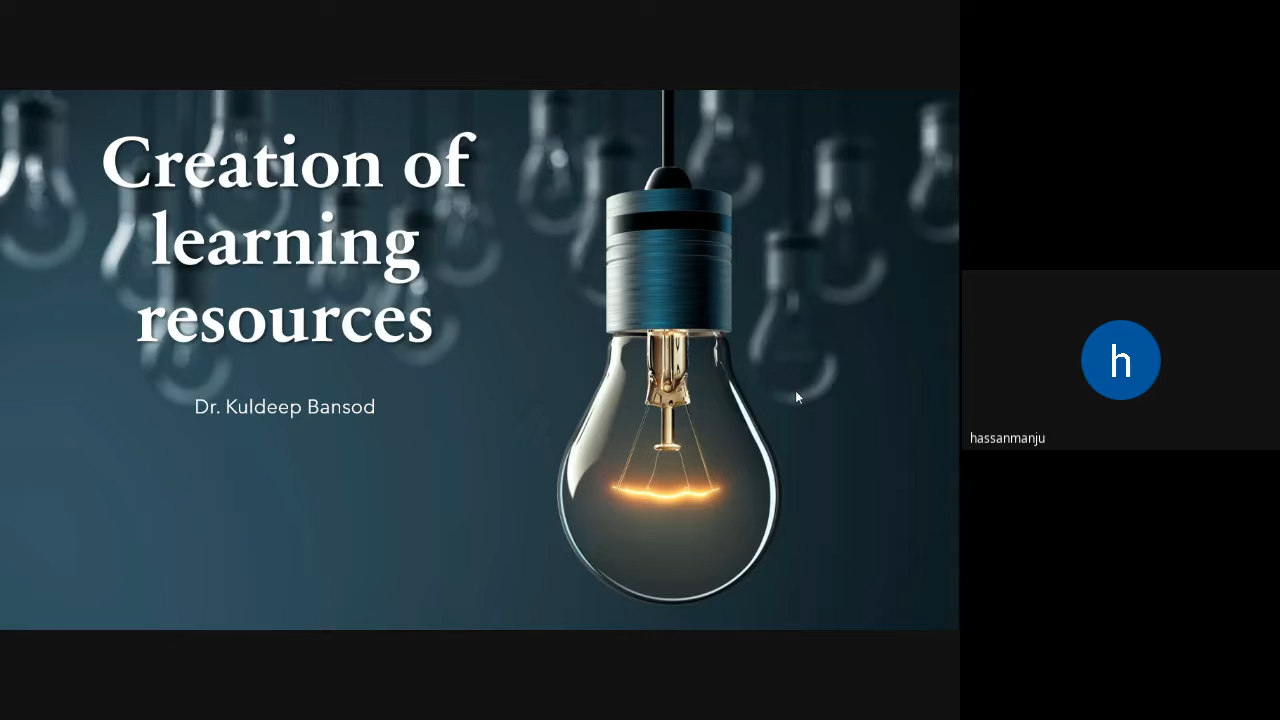 Creation of
learning
resources
Dr. Kuldeep Bansod
h
hassanmanju